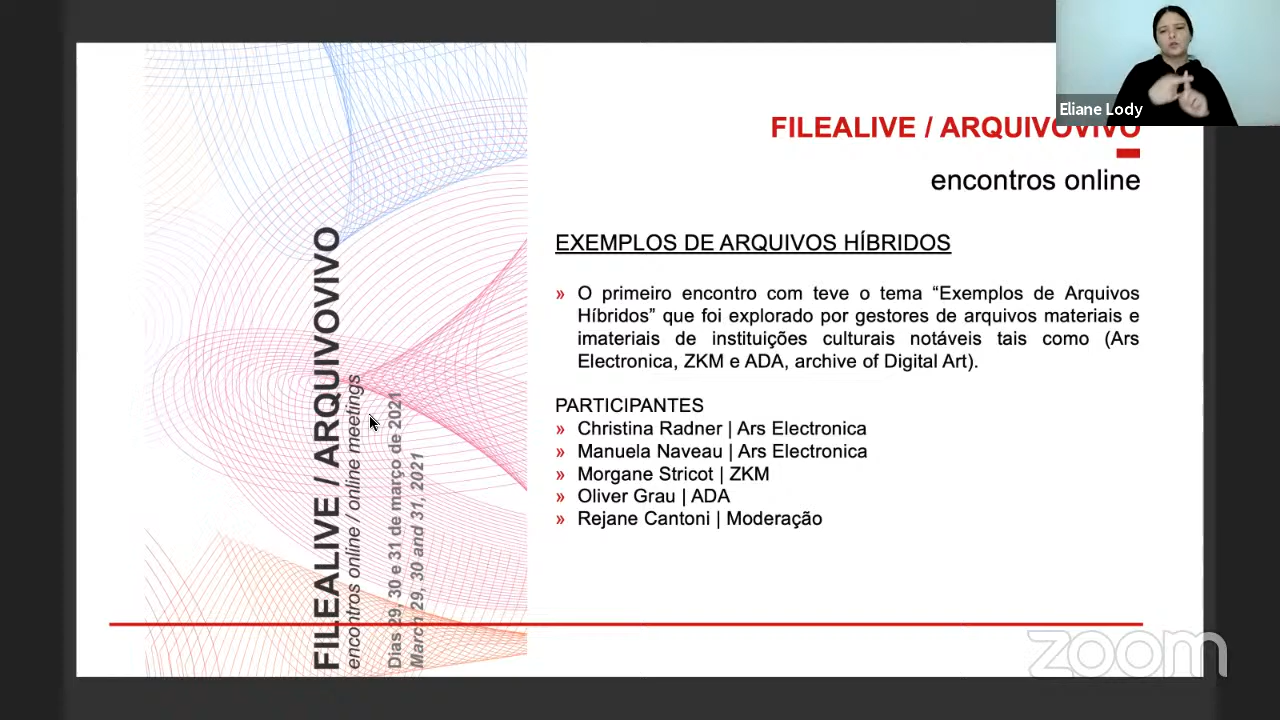 Eliane Lody
FILEALIVE / ARQUIVOVIVO
encontros online
EXEMPLOS DE ARQUIVOS HÍBRIDOS
» O primeiro encontro com teve o tema “Exemplos de Arquivos
Híbridos” que foi explorado por gestores de arquivos materiais e
imateriais de instituições culturais notáveis tais como (Ars
Electronica, ZKM e ADA, archive of Digital Art).
PARTICIPANTES
» Christina Radner | Ars Electronica
» Manuela Naveau | Ars Electronica
» Morgane Stricot | ZKM
» Oliver Grau | ADA
» Rejane Cantoni | Moderação
FILEALIVE / ARQUIVOVIVO
encontros online / online meetings
Dias 29, 30 e 31 de março de 2021
March 29, 30 and 31, 2021
zoom